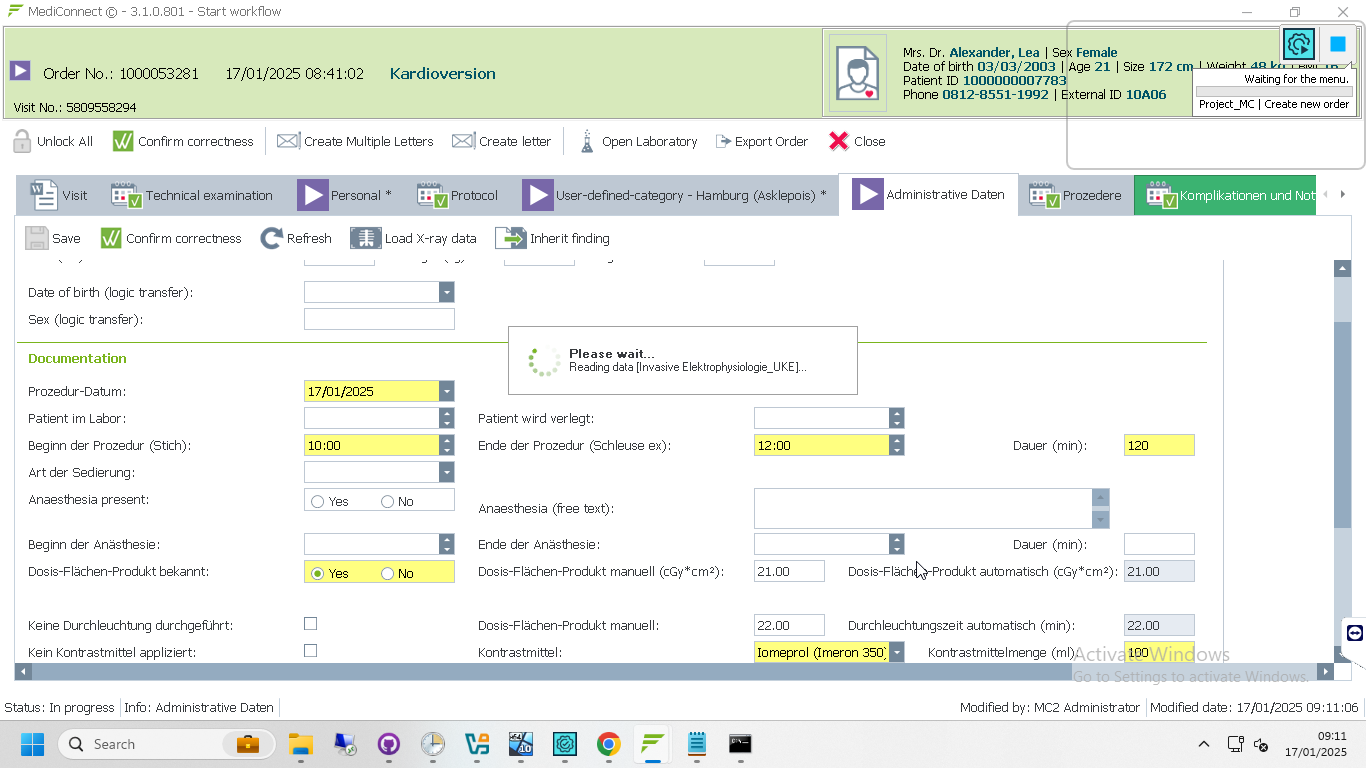 MediConnect © - 3.1.0.801 - Start workflow
Order No.: 1000053281 17/01/2025 08:41:02 Kardioversion
Visit No.: 5809558294
Mrs. Dr. Alexander, Lea | Sex Female
Date of birth 03/03/2003 | Age 21 | Size 172 cm | Weight 48 kg
Patient ID 1000000007783
Phone 0812-8551-1992 | External ID 10A06
Waiting for the menu.
Project_MC | Create new order
Unlock All Confirm correctness Create Multiple Letters Create letter Open Laboratory Export Order Close
Visit Technical examination Personal * Protocol User-defined-category - Hamburg (Asklepois) * Administrative Daten Prozedere Komplikationen und Not
Save Confirm correctness Refresh Load X-ray data Inherit finding
Date of birth (logic transfer):
Sex (logic transfer):
Please wait...
Reading data [Invasive Elektrophysiologie_UKE]...
Documentation
Prozedur-Datum: 17/01/2025
Patient im Labor: Patient wird verlegt:
Beginn der Prozedur (Stich): 10:00 Ende der Prozedur (Schleuse ex): 12:00 Dauer (min): 120
Art der Sedierung:
Anaesthesia present: Yes No Anaesthesia (free text):
Beginn der Anästhesie: Ende der Anästhesie: Dauer (min):
Dosis-Flächen-Produkt bekannt: Yes No Dosis-Flächen-Produkt manuell (cGy*cm²): 21.00 Dosis-Flächen-Produkt automatisch (cGy*cm²): 21.00
Keine Durchleuchtung durchgeführt: Dosis-Flächen-Produkt manuell: 22.00 Durchleuchtungszeit automatisch (min): 22.00
Kein Kontrastmittel appliziert: Kontrastmittel: Iomeprol (Imeron 350) Kontrastmittelmenge (ml): 100
Activate Windows
Go to Settings to activate Windows.
Status: In progress Info: Administrative Daten Modified by: MC2 Administrator Modified date: 17/01/2025 09:11:06
Search
09:11
17/01/2025